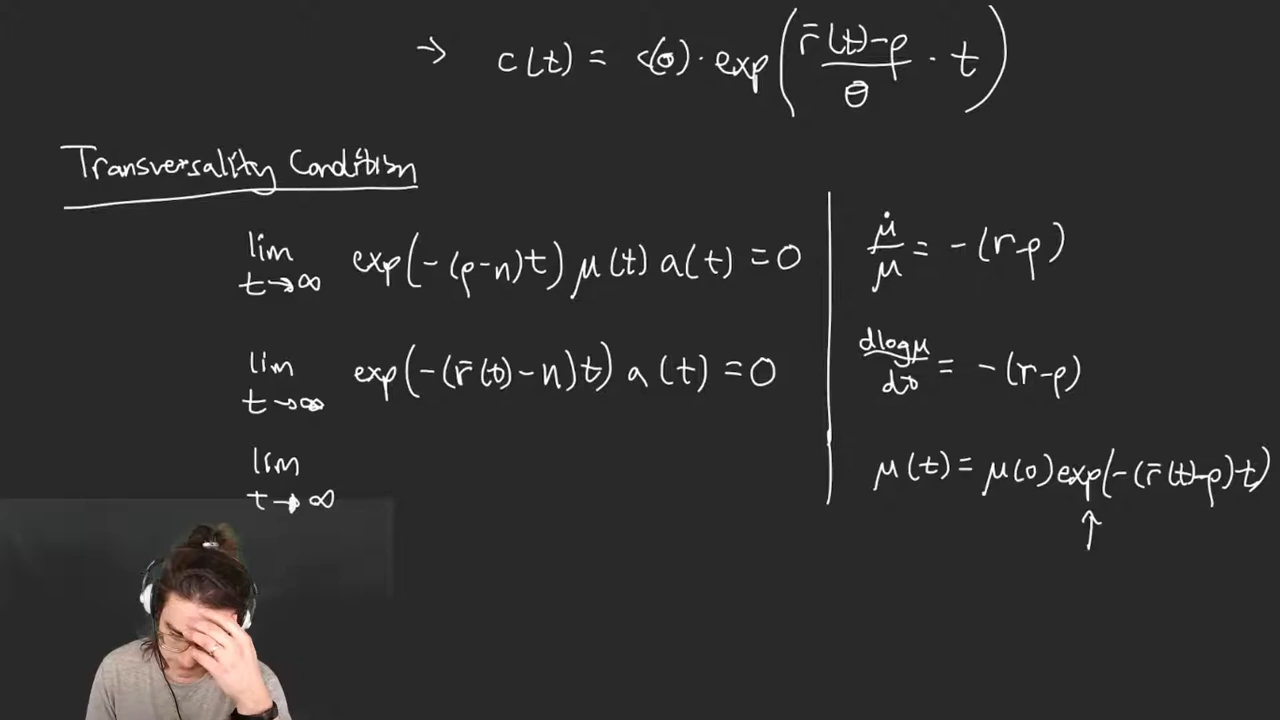 → c(t) = c(0) · exp( (r̄(t)-ρ)/θ · t )
Transversality Condition
lim t→∞ exp(-(ρ-n)t) μ(t) a(t) = 0
lim t→∞ exp(-(r̄(t)-n)t) a(t) = 0
lim t→∞
μ̇/μ = -(r-ρ)
dlogμ/dt = -(r-ρ)
μ(t) = μ(0)exp(-(r̄(t)-ρ)t)
↑